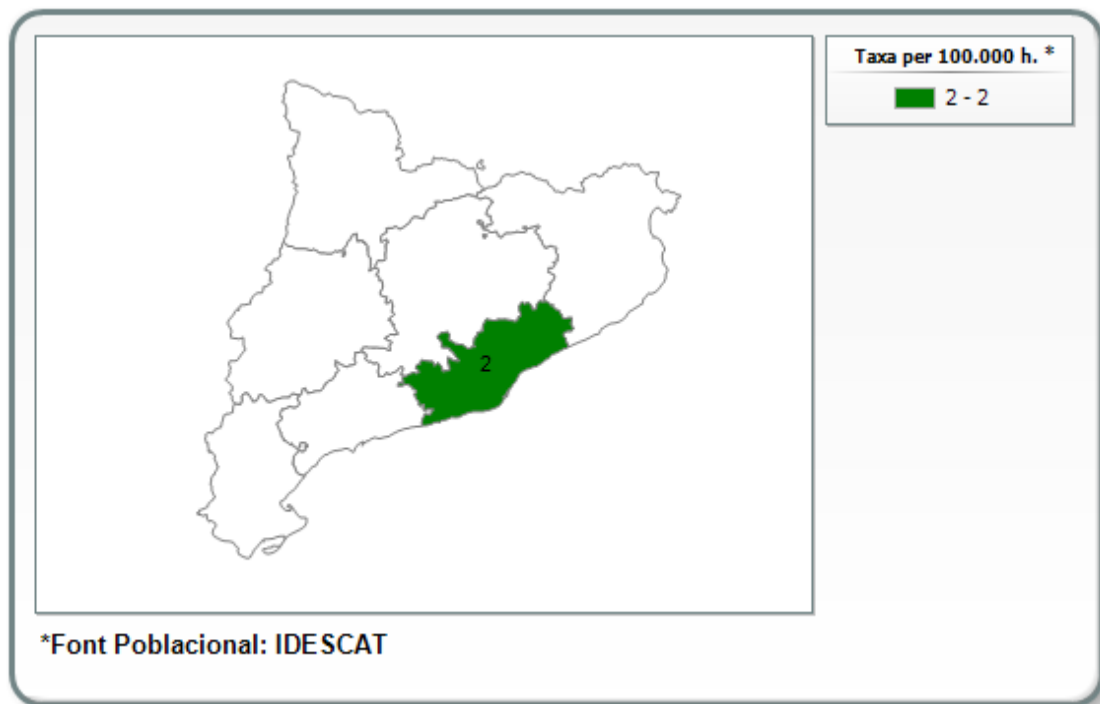 Taxa per 100.000 h. *
2 - 2
2
*Font Poblacional: IDESCAT